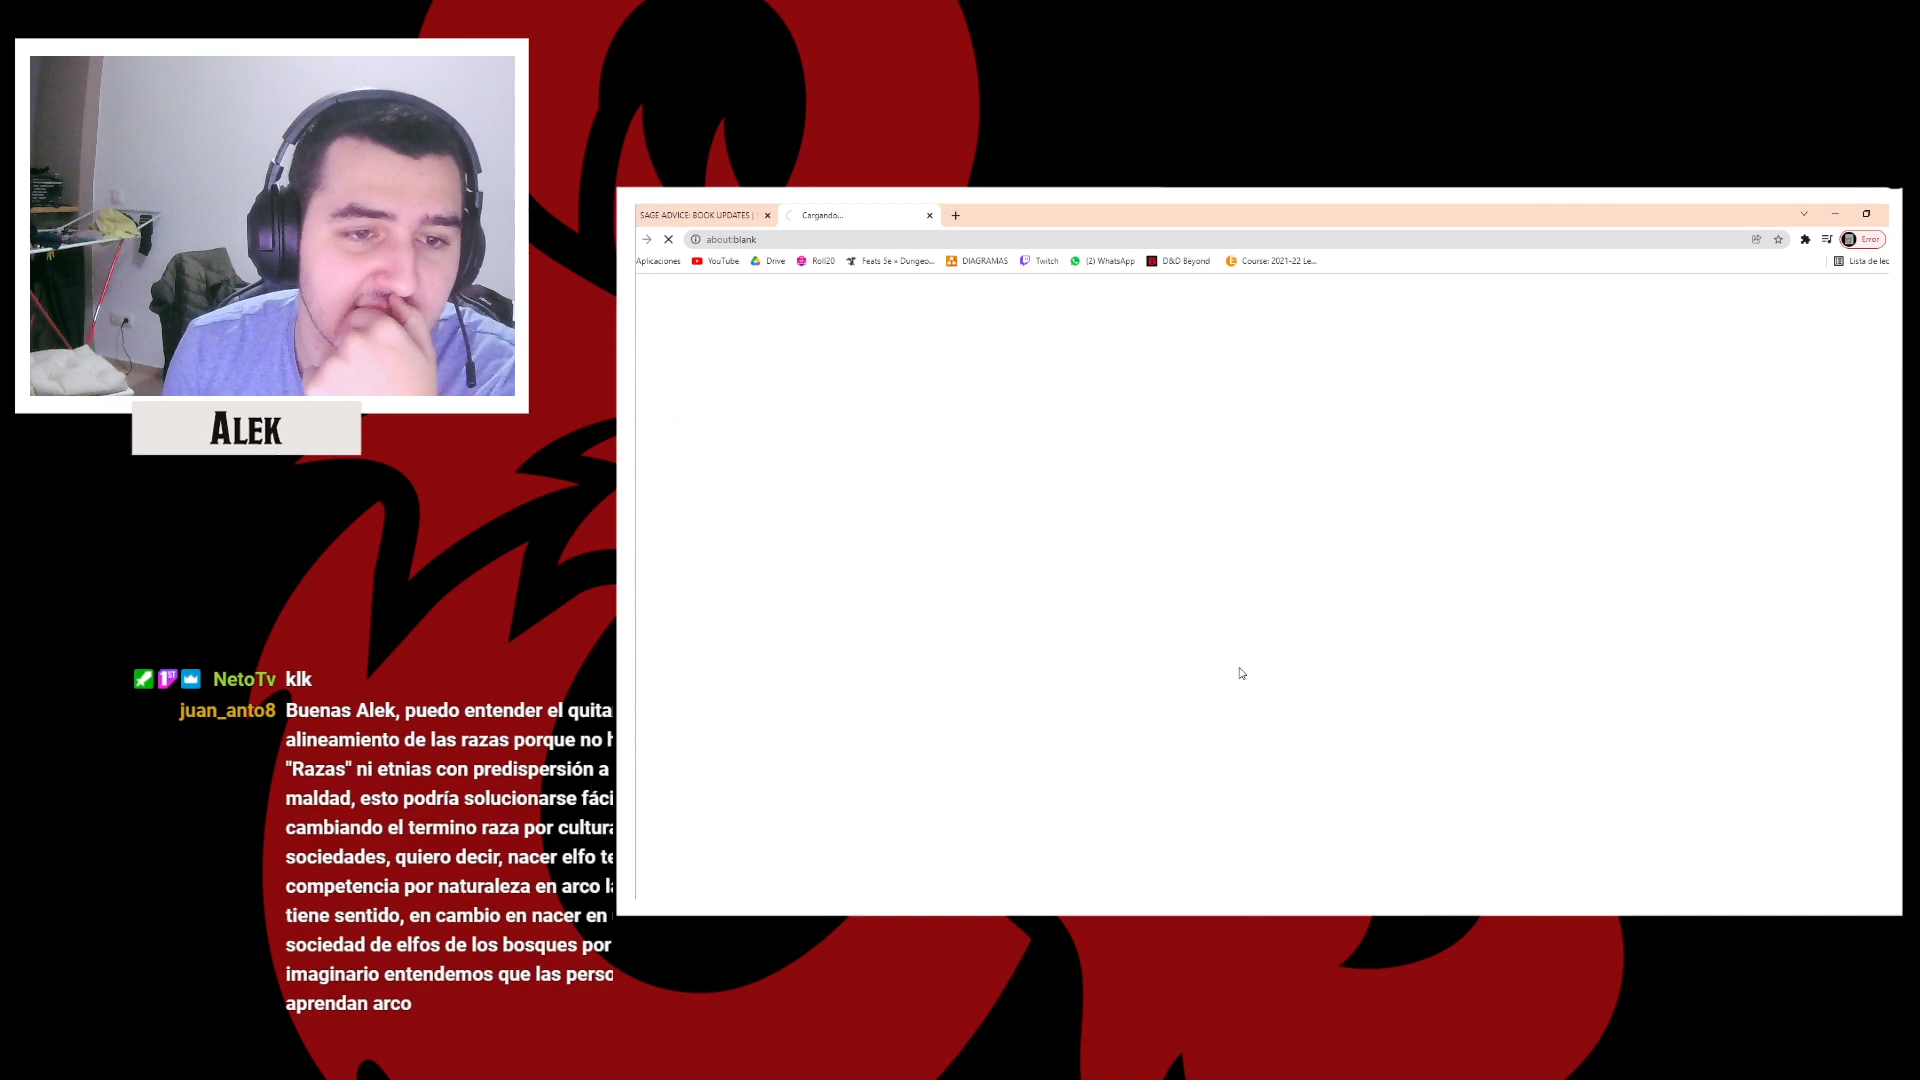 SAGE ADVICE: BOOK UPDATES |
Cargando...
about:blank
Error
Aplicaciones YouTube Drive Roll20 Feats 5e » Dungeo... DIAGRAMAS Twitch (2) WhatsApp D&D Beyond Course: 2021-22 Le... Lista de lec
ALEK
NetoTv klk
juan_anto8 Buenas Alek, puedo entender el quita
alineamiento de las razas porque no h
"Razas" ni etnias con predispersión a
maldad, esto podría solucionarse fáci
cambiando el termino raza por cultura
sociedades, quiero decir, nacer elfo te
competencia por naturaleza en arco la
tiene sentido, en cambio en nacer en
sociedad de elfos de los bosques por
imaginario entendemos que las perso
aprendan arco